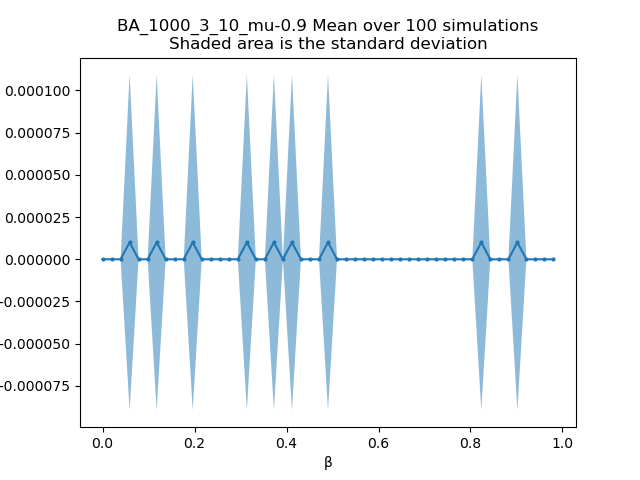 BA_1000_3_10_mu-0.9 Mean over 100 simulations
Shaded area is the standard deviation
0.000100
0.000075
0.000050
0.000025
0.000000
-0.000025
-0.000050
-0.000075
0.0 0.2 0.4 0.6 0.8 1.0
β